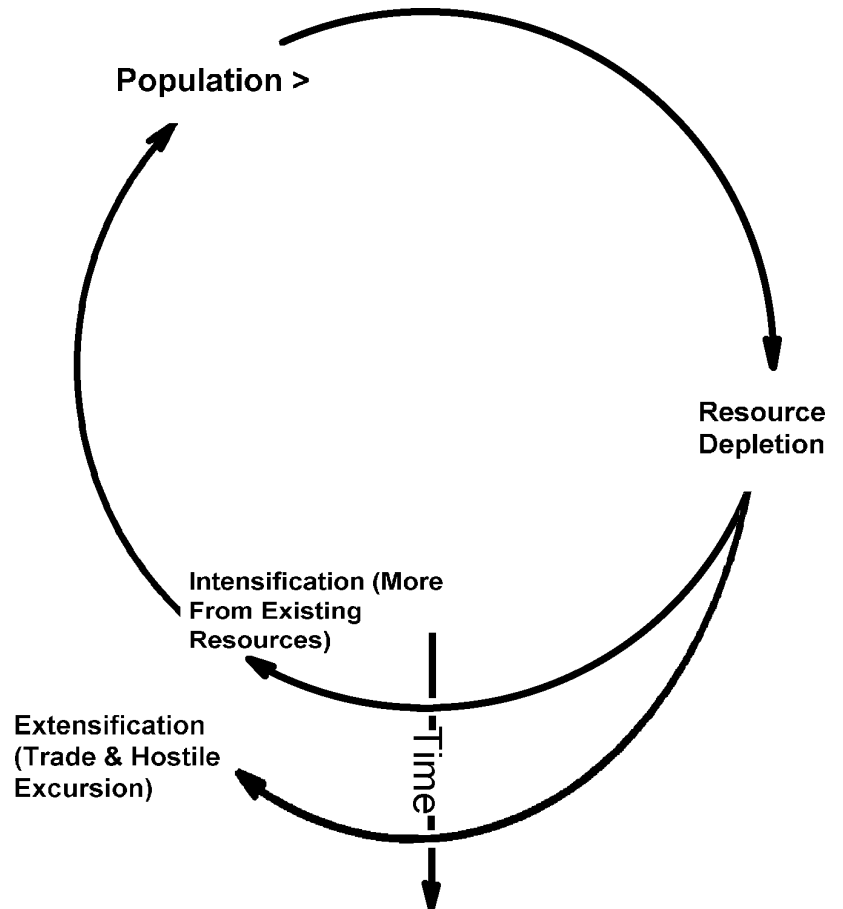 Population >
Resource
Depletion
Intensification (More
From Existing
Resources)
Extensification
(Trade & Hostile
Excursion)
Time